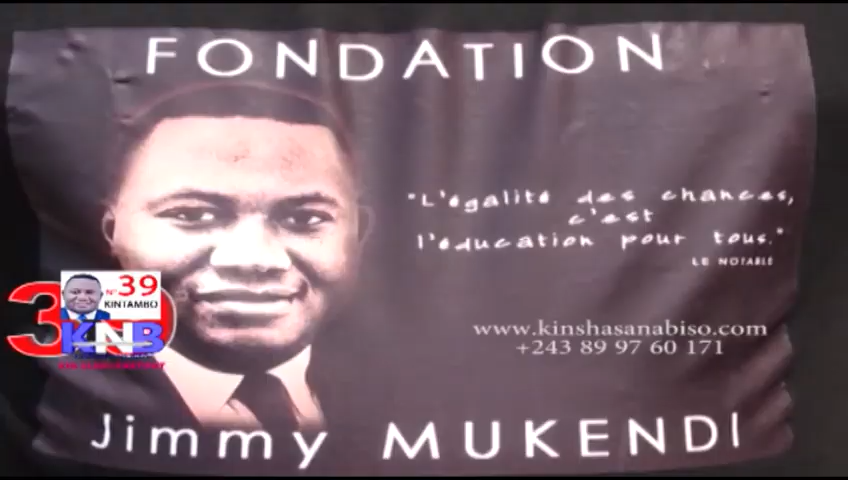 FONDATION
"L'égalité des chances,
c'est
l'éducation pour tous."
LE NOTABLE
N° 39
KINTAMBO
30
KNB
www.kinshasanabiso.com
+243 89 97 60 171
Jimmy MUKENDI